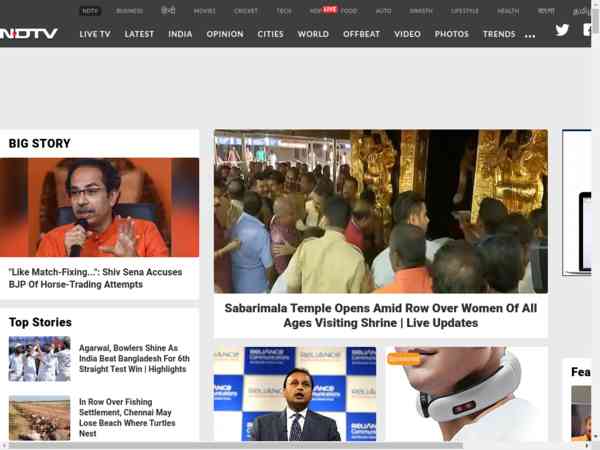 NDTV BUSINESS हिन्दी MOVIES CRICKET TECH HOP LIVE FOOD AUTO SWASTH LIFESTYLE HEALTH বাংলা
NDTV LIVE TV LATEST INDIA OPINION CITIES WORLD OFFBEAT VIDEO PHOTOS TRENDS ...
BIG STORY
"Like Match-Fixing...": Shiv Sena Accuses
BJP Of Horse-Trading Attempts
Sabarimala Temple Opens Amid Row Over Women Of All
Ages Visiting Shrine | Live Updates
Top Stories
Agarwal, Bowlers Shine As
India Beat Bangladesh For 6th
Straight Test Win | Highlights
In Row Over Fishing
Settlement, Chennai May
Lose Beach Where Turtles
Nest
RELIANCE
Communications
RELIANCE
Communications
Sponsored
Fea